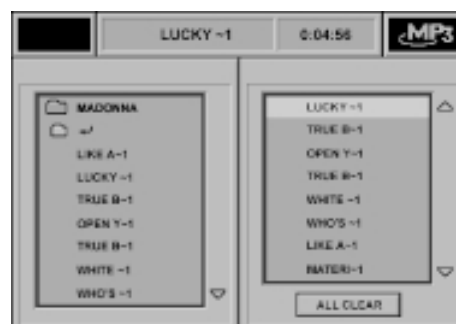 LUCKY ~1
0:04:56
MP3
MADONNA
LIKE A~1
LUCKY ~1
TRUE B~1
OPEN Y~1
TRUE B~1
WHITE ~1
WHO'S ~1
LUCKY ~1
TRUE B~1
OPEN Y~1
TRUE B~1
WHITE ~1
WHO'S ~1
LIKE A~1
MATERI~1
ALL CLEAR